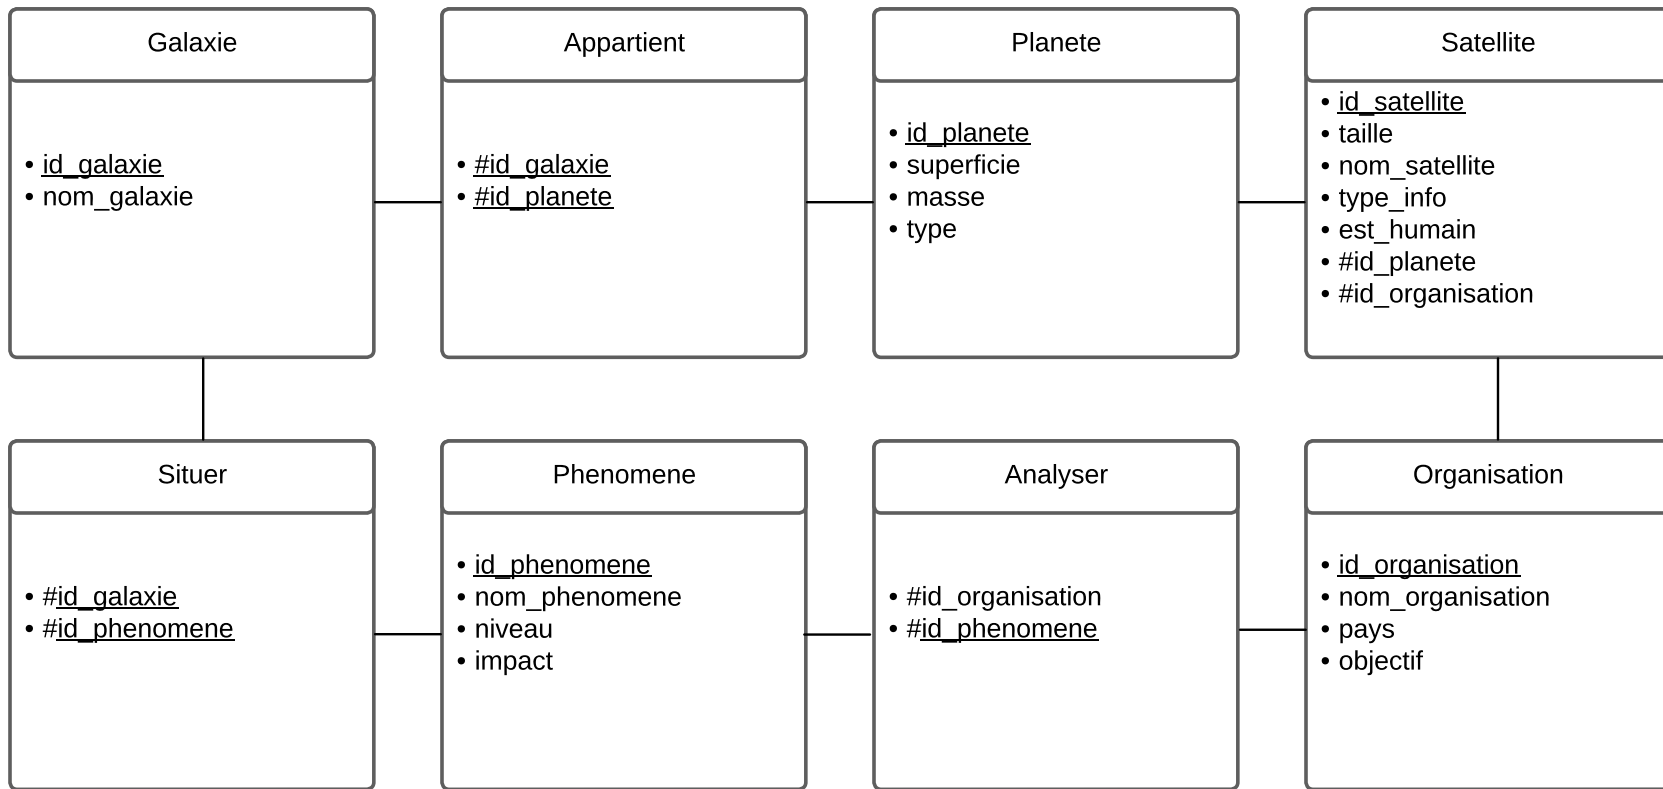 Galaxie
• id_galaxie
• nom_galaxie
Appartient
• #id_galaxie
• #id_planete
Planete
• id_planete
• superficie
• masse
• type
Satellite
• id_satellite
• taille
• nom_satellite
• type_info
• est_humain
• #id_planete
• #id_organisation
Situer
• #id_galaxie
• #id_phenomene
Phenomene
• id_phenomene
• nom_phenomene
• niveau
• impact
Analyser
• #id_organisation
• #id_phenomene
Organisation
• id_organisation
• nom_organisation
• pays
• objectif